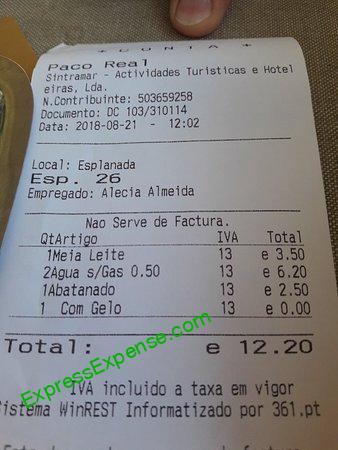 * C O N T A *
Paco Real
Sintramar - Actividades Turisticas e Hotel
eiras, Lda.
N.Contribuinte: 503659258
Documento: DC 103/310114
Data: 2018-08-21 - 12:02
Local: Esplanada
Esp. 26
Empregado: Alecia Almeida
Nao Serve de Factura.
QtArtigo IVA Total
1Meia Leite 13 e 3.50
2Agua s/Gas 0.50 13 e 6.20
1Abatanado 13 e 2.50
1 Com Gelo 13 e 0.00
Total: e 12.20
ExpressExpense.com
IVA incluido a taxa em vigor
Sistema WinREST Informatizado por 361.pt